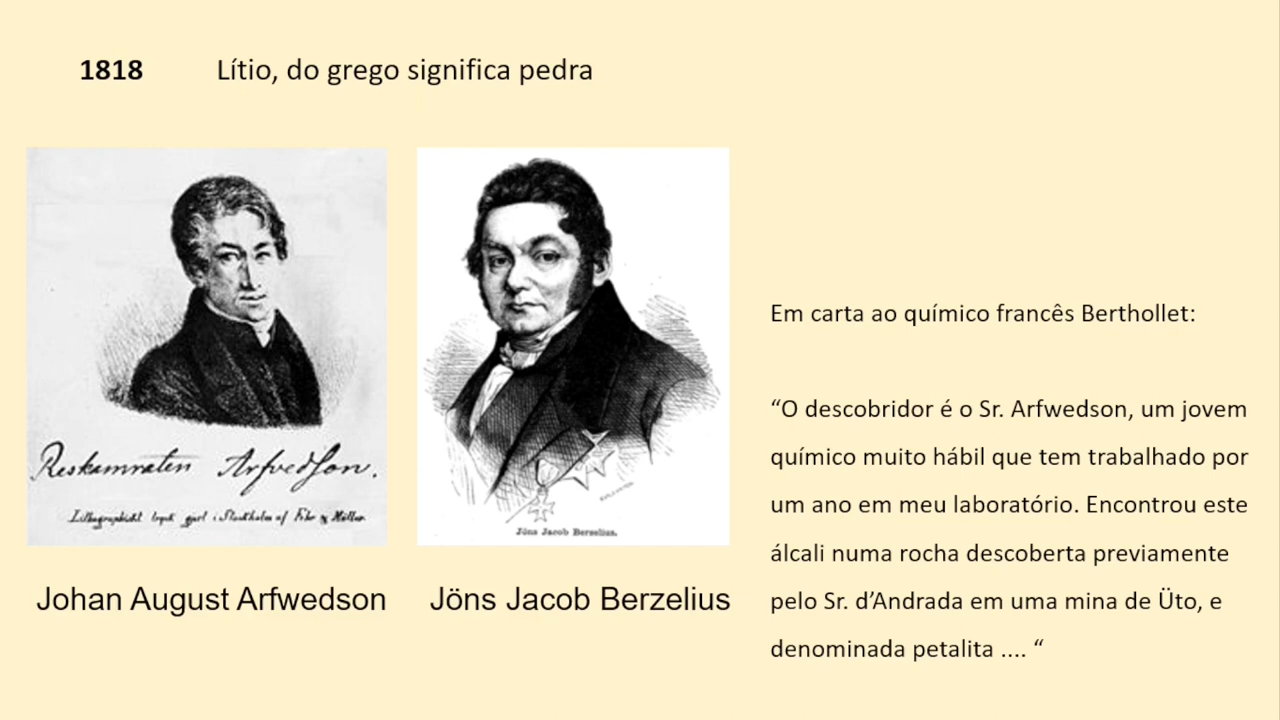 1818 Lítio, do grego significa pedra
Reskamraten Arfvedson.
Jöns Jacob Berzelius.
Johan August Arfwedson
Jöns Jacob Berzelius
Em carta ao químico francês Berthollet:
“O descobridor é o Sr. Arfwedson, um jovem
químico muito hábil que tem trabalhado por
um ano em meu laboratório. Encontrou este
álcali numa rocha descoberta previamente
pelo Sr. d’Andrada em uma mina de Üto, e
denominada petalita .... “